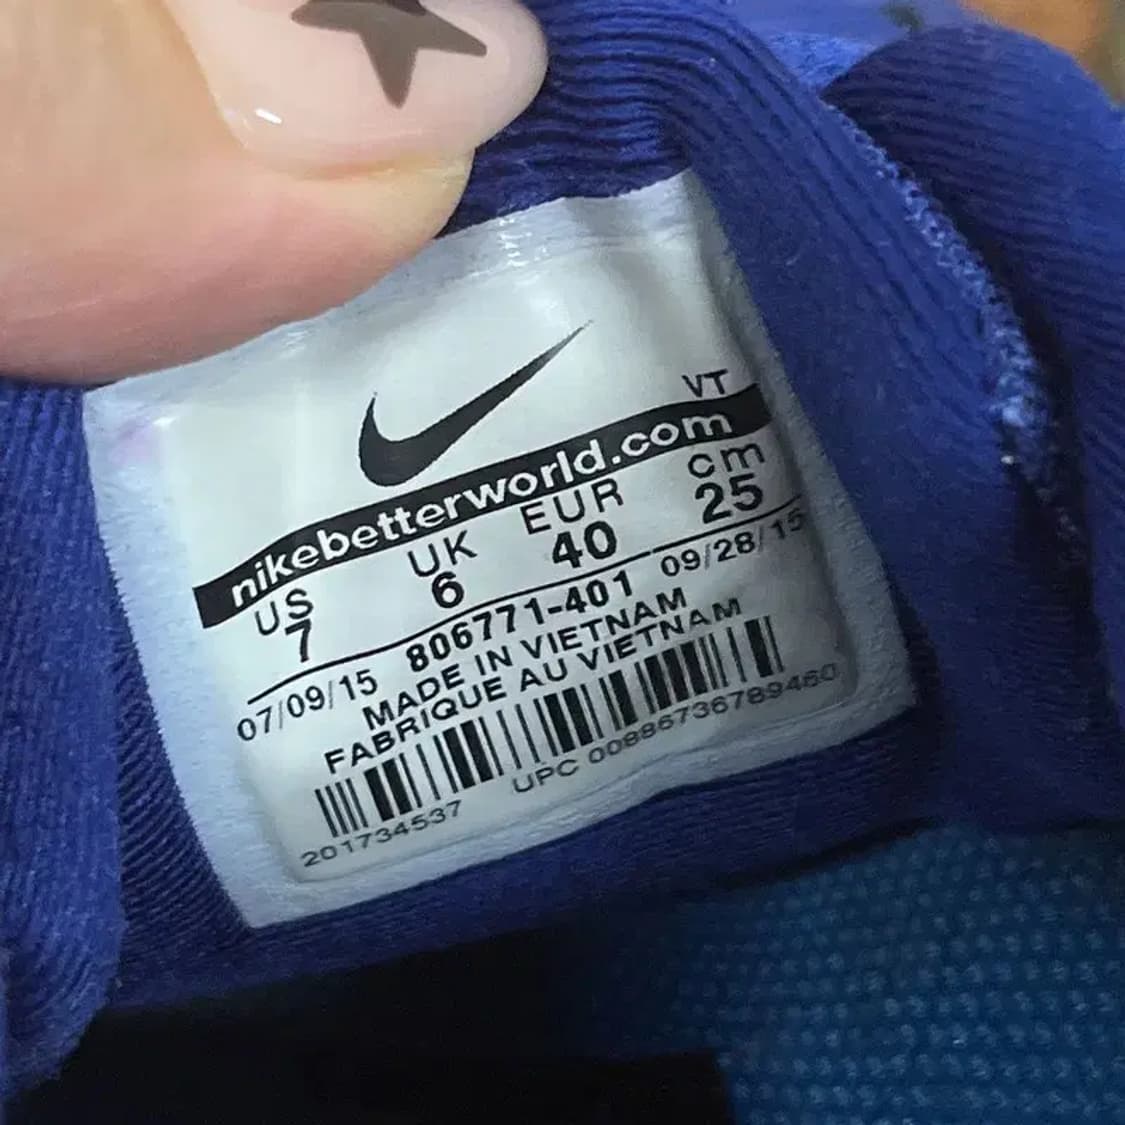 VT
nikebetterworld.com
US UK EUR cm
7 6 40 25
07/09/15 806771-401 09/28/15
MADE IN VIETNAM
FABRIQUE AU VIETNAM
201734537 UPC 00886736789460